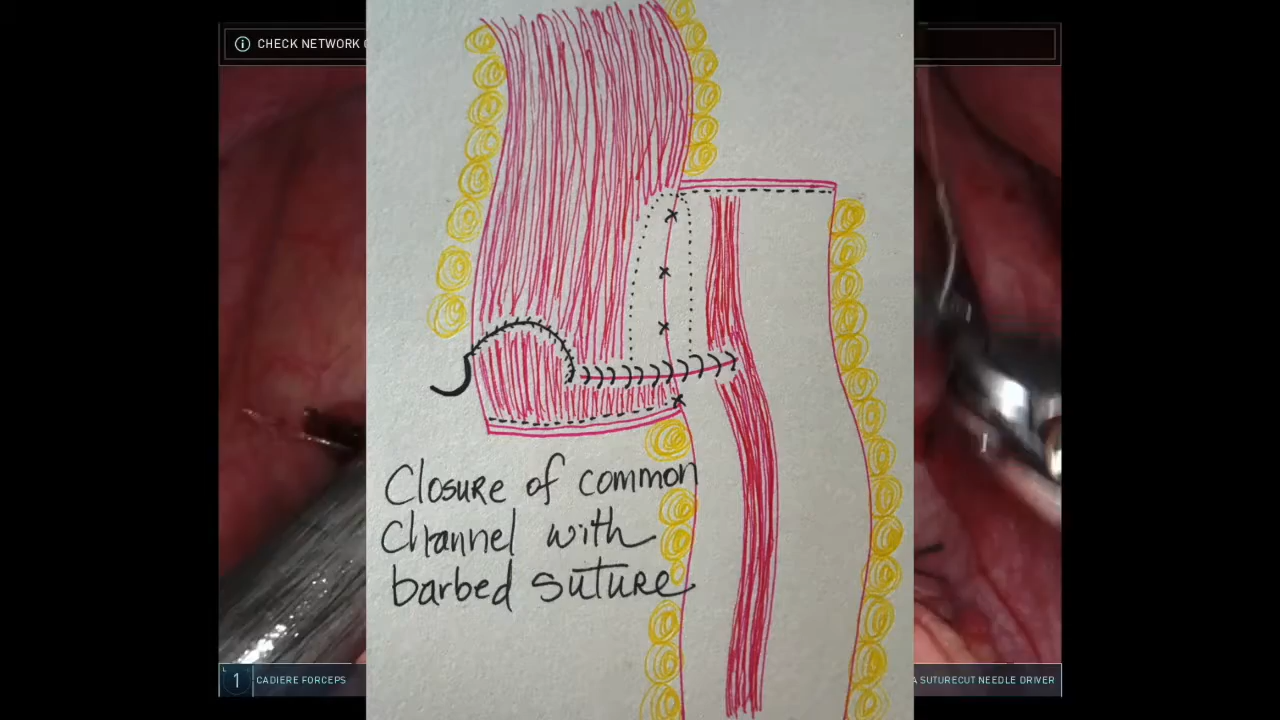 CHECK NETWORK
Closure of common
Channel with
barbed suture
1 CADIERE FORCEPS
SUTURECUT NEEDLE DRIVER